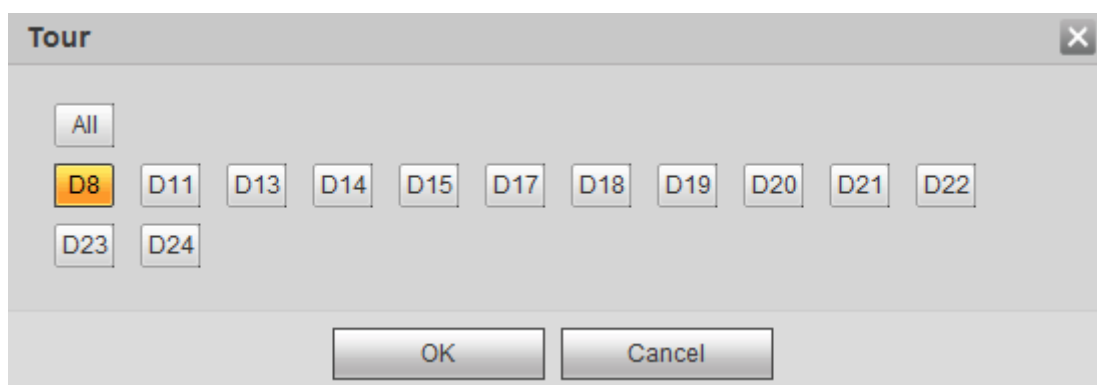 Tour
All
D8 D11 D13 D14 D15 D17 D18 D19 D20 D21 D22
D23 D24
OK Cancel